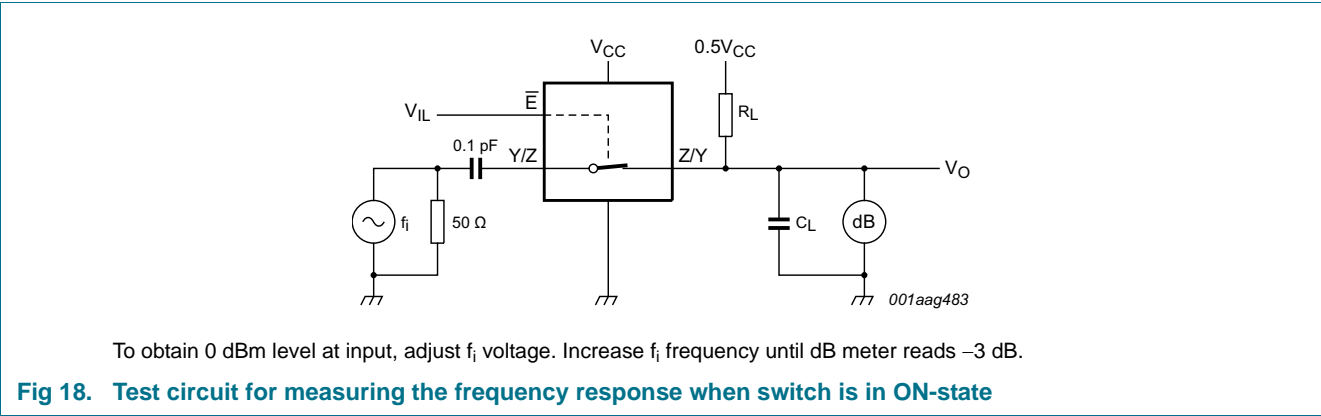 VCC
0.5VCC
E
RL
VIL
0.1 pF
Y/Z
Z/Y
VO
fi
50 Ω
CL
dB
001aag483
To obtain 0 dBm level at input, adjust fi voltage. Increase fi frequency until dB meter reads −3 dB.
Fig 18. Test circuit for measuring the frequency response when switch is in ON-state